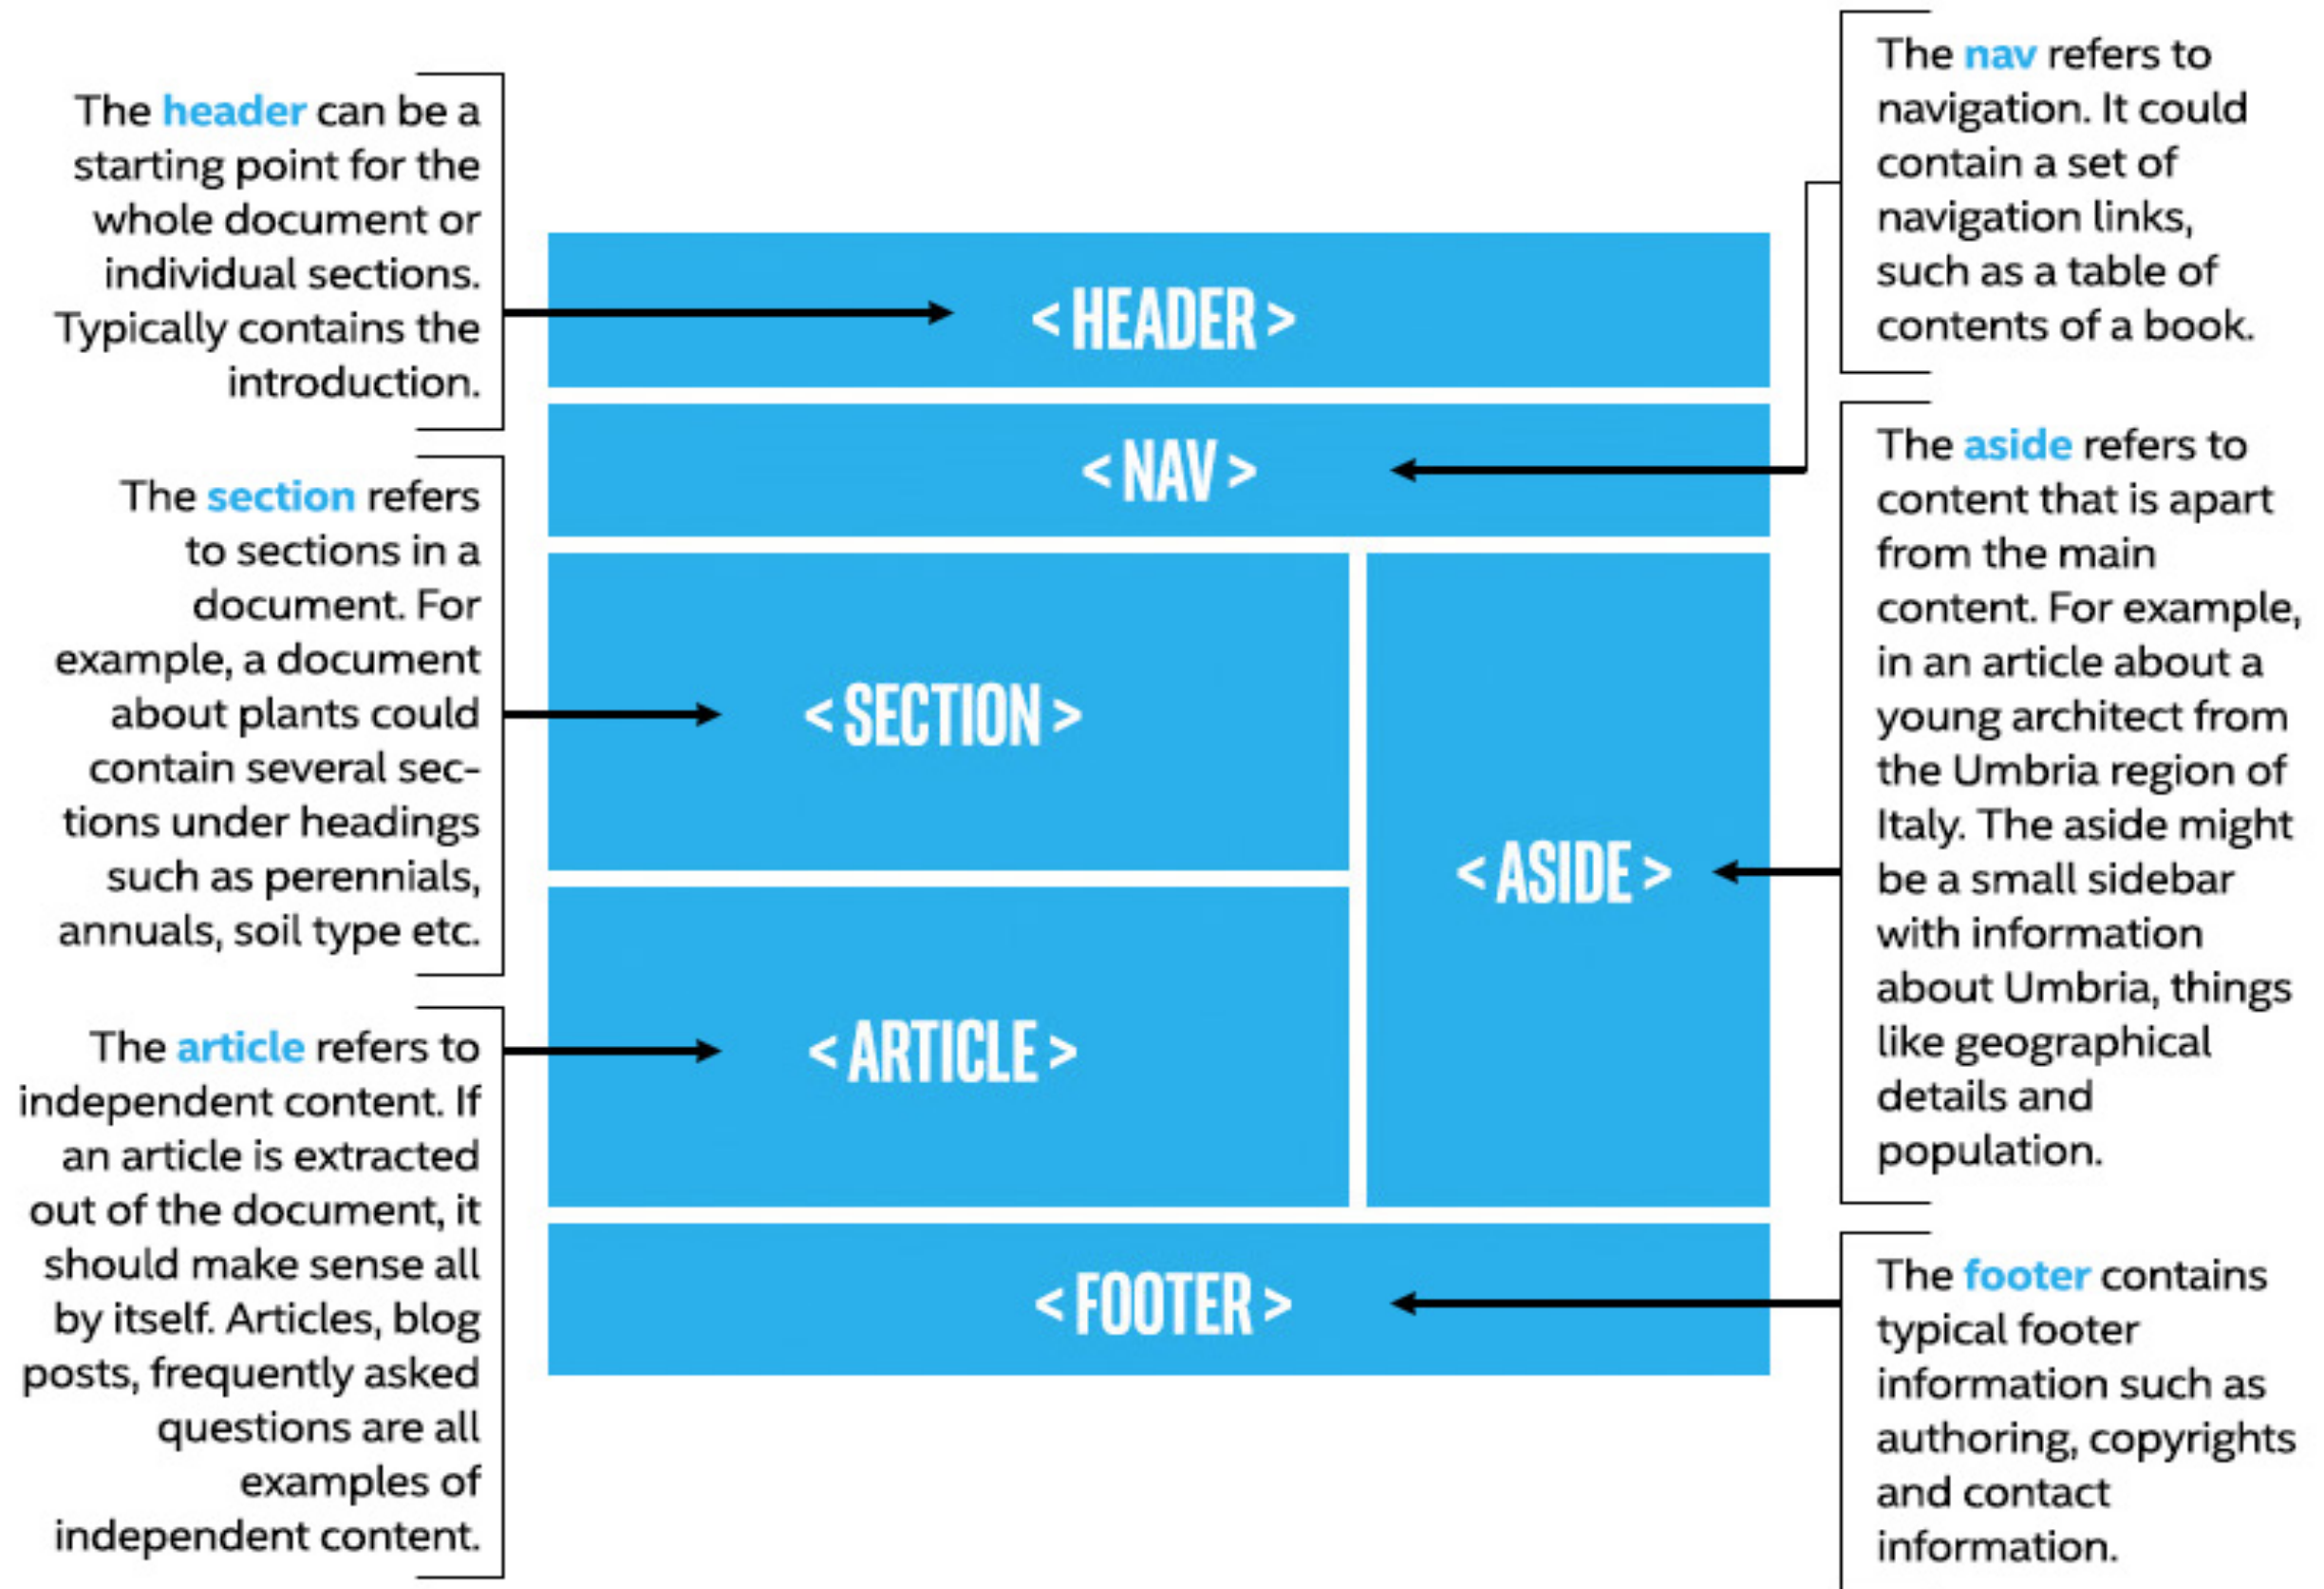 The header can be a
starting point for the
whole document or
individual sections.
Typically contains the
introduction.
The section refers
to sections in a
document. For
example, a document
about plants could
contain several sec-
tions under headings
such as perennials,
annuals, soil type etc.
The article refers to
independent content. If
an article is extracted
out of the document, it
should make sense all
by itself. Articles, blog
posts, frequently asked
questions are all
examples of
independent content.
< HEADER >
< NAV >
< SECTION >
< ARTICLE >
< ASIDE >
< FOOTER >
The nav refers to
navigation. It could
contain a set of
navigation links,
such as a table of
contents of a book.
The aside refers to
content that is apart
from the main
content. For example,
in an article about a
young architect from
the Umbria region of
Italy. The aside might
be a small sidebar
with information
about Umbria, things
like geographical
details and
population.
The footer contains
typical footer
information such as
authoring, copyrights
and contact
information.